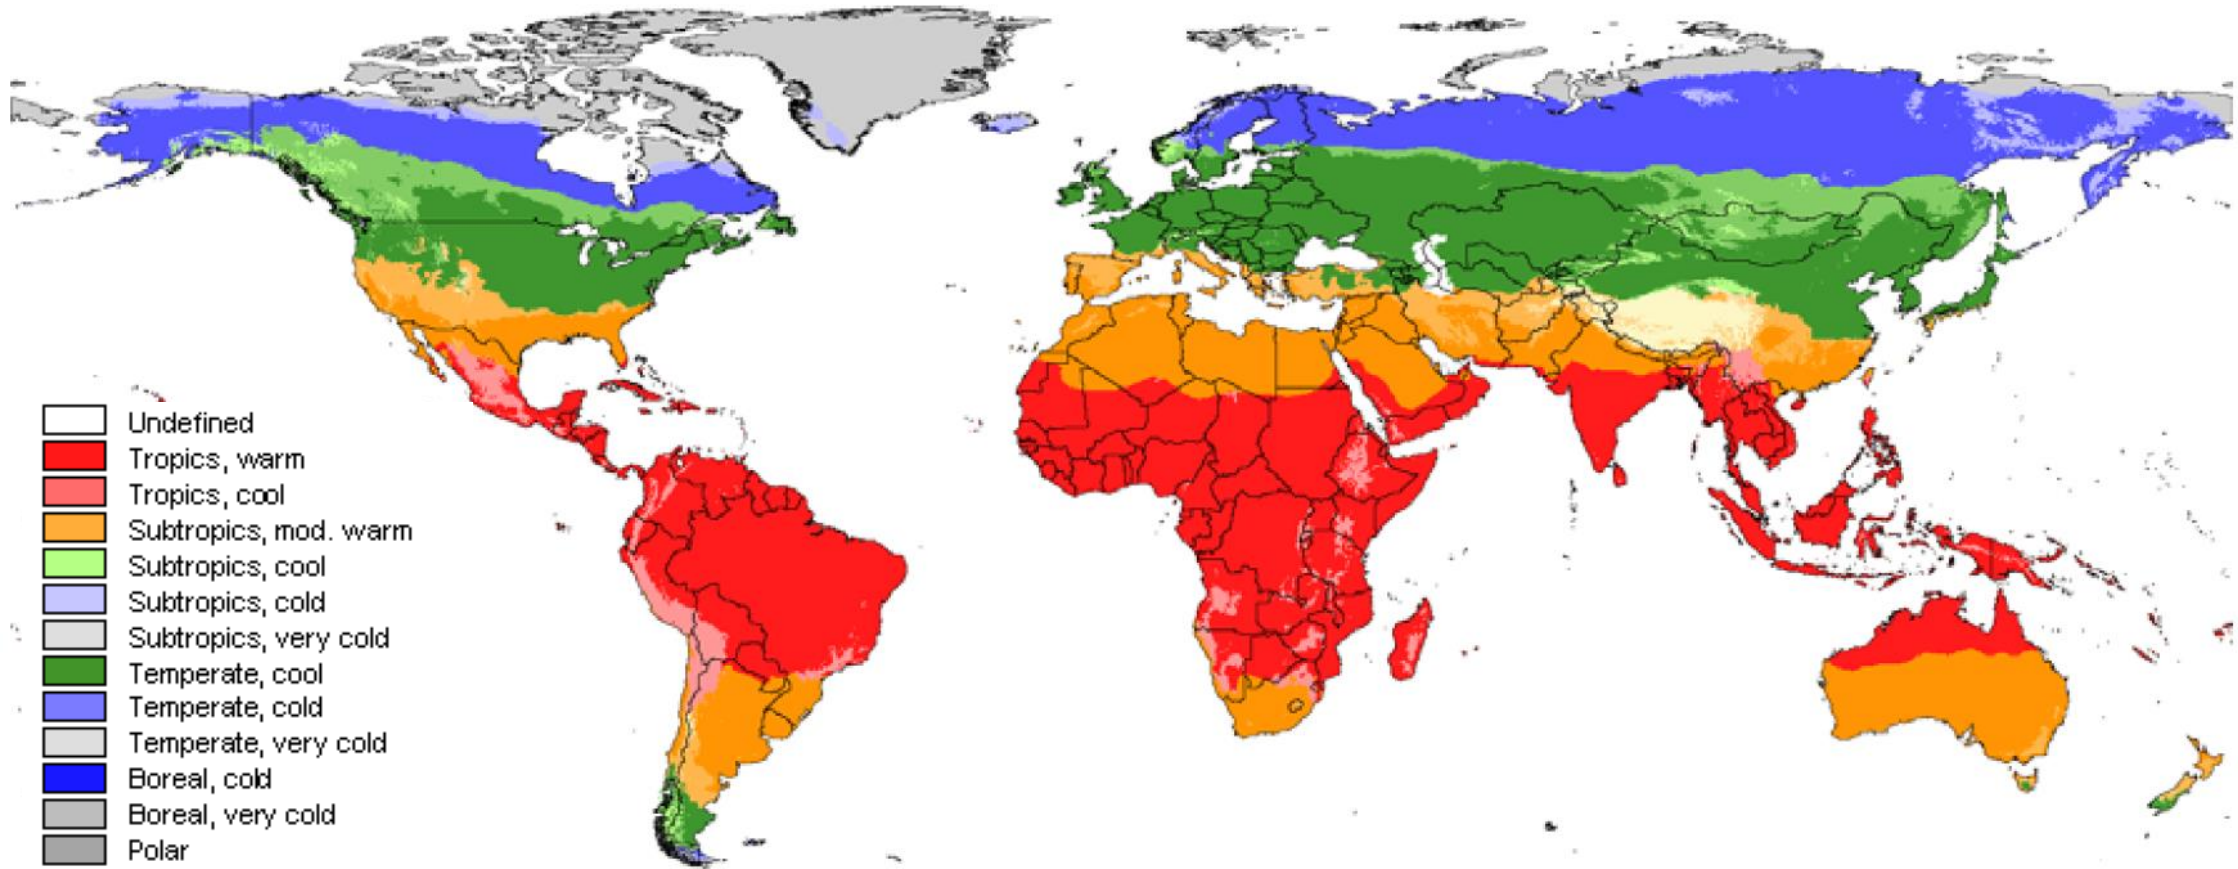 Undefined
Tropics, warm
Tropics, cool
Subtropics, mod. warm
Subtropics, cool
Subtropics, cold
Subtropics, very cold
Temperate, cool
Temperate, cold
Temperate, very cold
Boreal, cold
Boreal, very cold
Polar